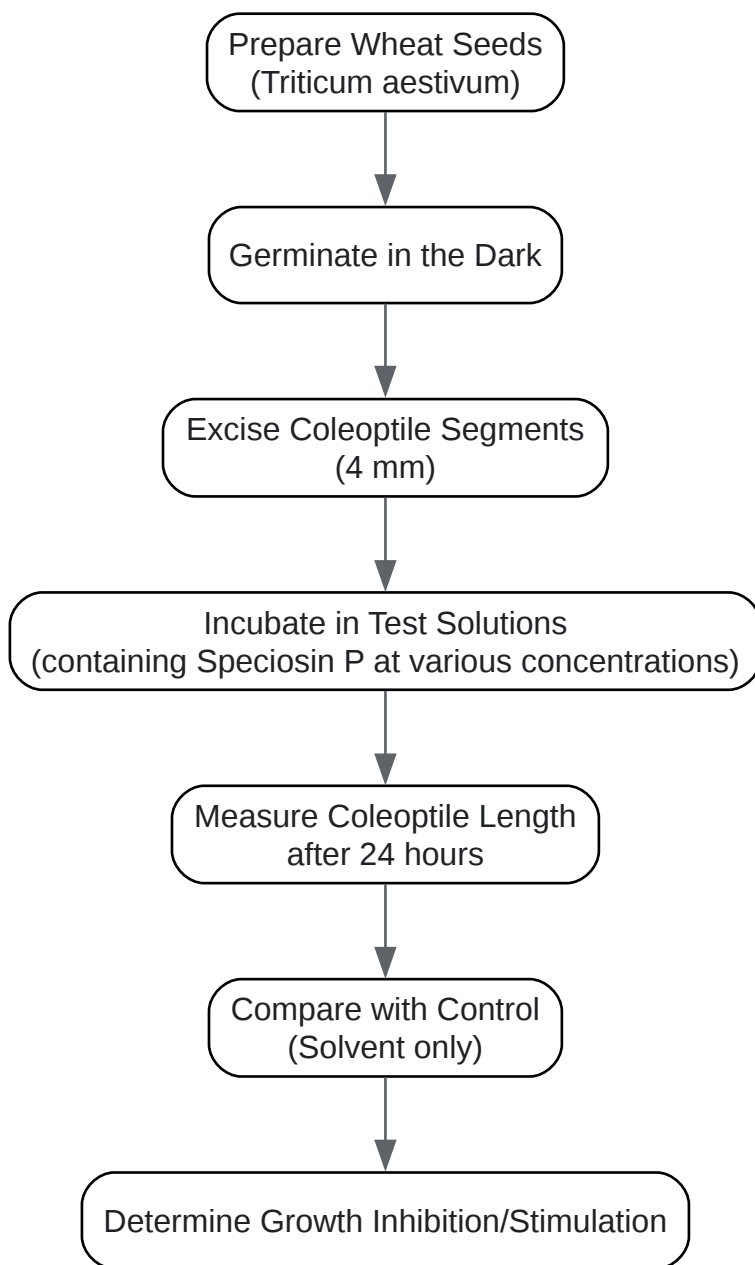 Prepare Wheat Seeds
(Triticum aestivum)
Germinate in the Dark
Excise Coleoptile Segments
(4 mm)
Incubate in Test Solutions
(containing Speciosin P at various concentrations)
Measure Coleoptile Length
after 24 hours
Compare with Control
(Solvent only)
Determine Growth Inhibition/Stimulation